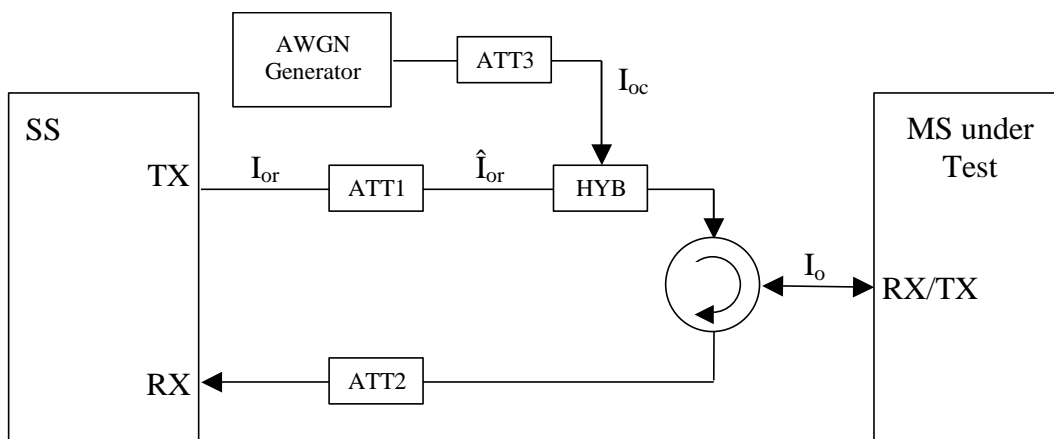 AWGN
Generator
ATT3
I_oc
SS
MS under
Test
TX
I_or
ATT1
Î_or
HYB
I_o
RX/TX
RX
ATT2